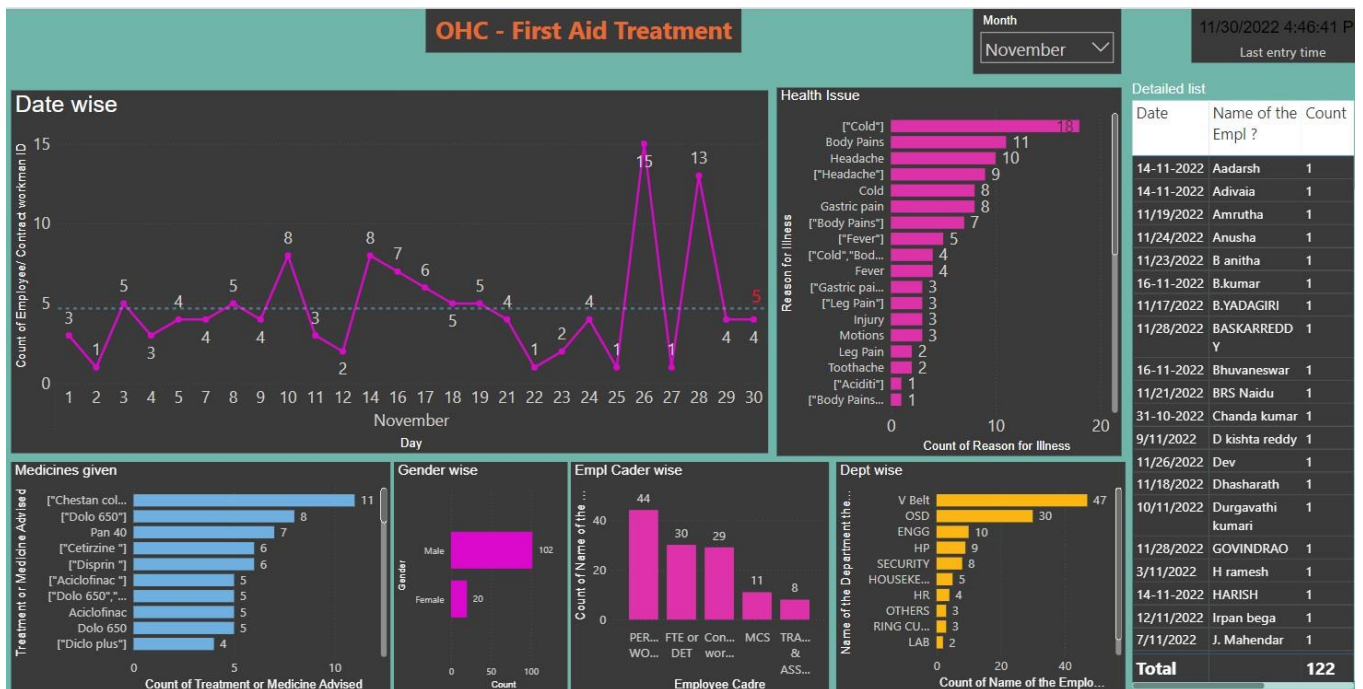 OHC - First Aid Treatment
Month
November
11/30/2022 4:46:41 P
Last entry time
Date wise
Count of Employee/ Contract workmen ID
15
10
5
0
3
1
5
3
4
4
5
4
8
3
2
8
7
6
5
5
4
1
2
4
1
15
1
13
4
4
5
1 2 3 4 5 7 8 9 10 11 12 14 16 17 18 19 21 22 23 24 25 26 27 28 29 30
November
Day
Health Issue
Reason for Illness
["Cold"] 18
Body Pains 11
Headache 10
["Headache"] 9
Cold 8
Gastric pain 8
["Body Pains"] 7
["Fever"] 5
["Cold","Bod... 4
Fever 4
["Gastric pai... 3
["Leg Pain"] 3
Injury 3
Motions 3
Leg Pain 2
Toothache 2
["Aciditi"] 1
["Body Pains... 1
0 10 20
Count of Reason for Illness
Detailed list
Date Name of the Empl ? Count
14-11-2022 Aadarsh 1
14-11-2022 Adivaia 1
11/19/2022 Amrutha 1
11/24/2022 Anusha 1
11/23/2022 B anitha 1
16-11-2022 B.kumar 1
11/17/2022 B.YADAGIRI 1
11/28/2022 BASKARREDD 1
Y
16-11-2022 Bhuvaneswar 1
11/21/2022 BRS Naidu 1
31-10-2022 Chanda kumar 1
9/11/2022 D kishta reddy 1
11/26/2022 Dev 1
11/18/2022 Dhasharath 1
10/11/2022 Durgavathi 1
kumari
11/28/2022 GOVINDRAO 1
3/11/2022 H ramesh 1
14-11-2022 HARISH 1
12/11/2022 Irpan bega 1
7/11/2022 J. Mahendar 1
Total 122
Medicines given
Treatment or Medicine Advised
["Chestan col... 11
["Dolo 650"] 8
Pan 40 7
["Cetirzine "] 6
["Disprin "] 6
["Aciclofinac "] 5
["Dolo 650","... 5
Aciclofinac 5
Dolo 650 5
["Diclo plus"] 4
0 5 10
Count of Treatment or Medicine Advised
Gender wise
Gender
Male 102
Female 20
0 50 100
Count
Empl Cader wise
Count of Name of the ...
40
20
0
44
30
29
11
8
PER... FTE or Con... MCS TRA...
WO... DET wor... &
ASS...
Employee Cadre
Dept wise
Name of the Department the...
V Belt 47
OSD 30
ENGG 10
HP 9
SECURITY 8
HOUSEKE... 5
HR 4
OTHERS 3
RING CU... 3
LAB 2
0 20 40
Count of Name of the Emplo...